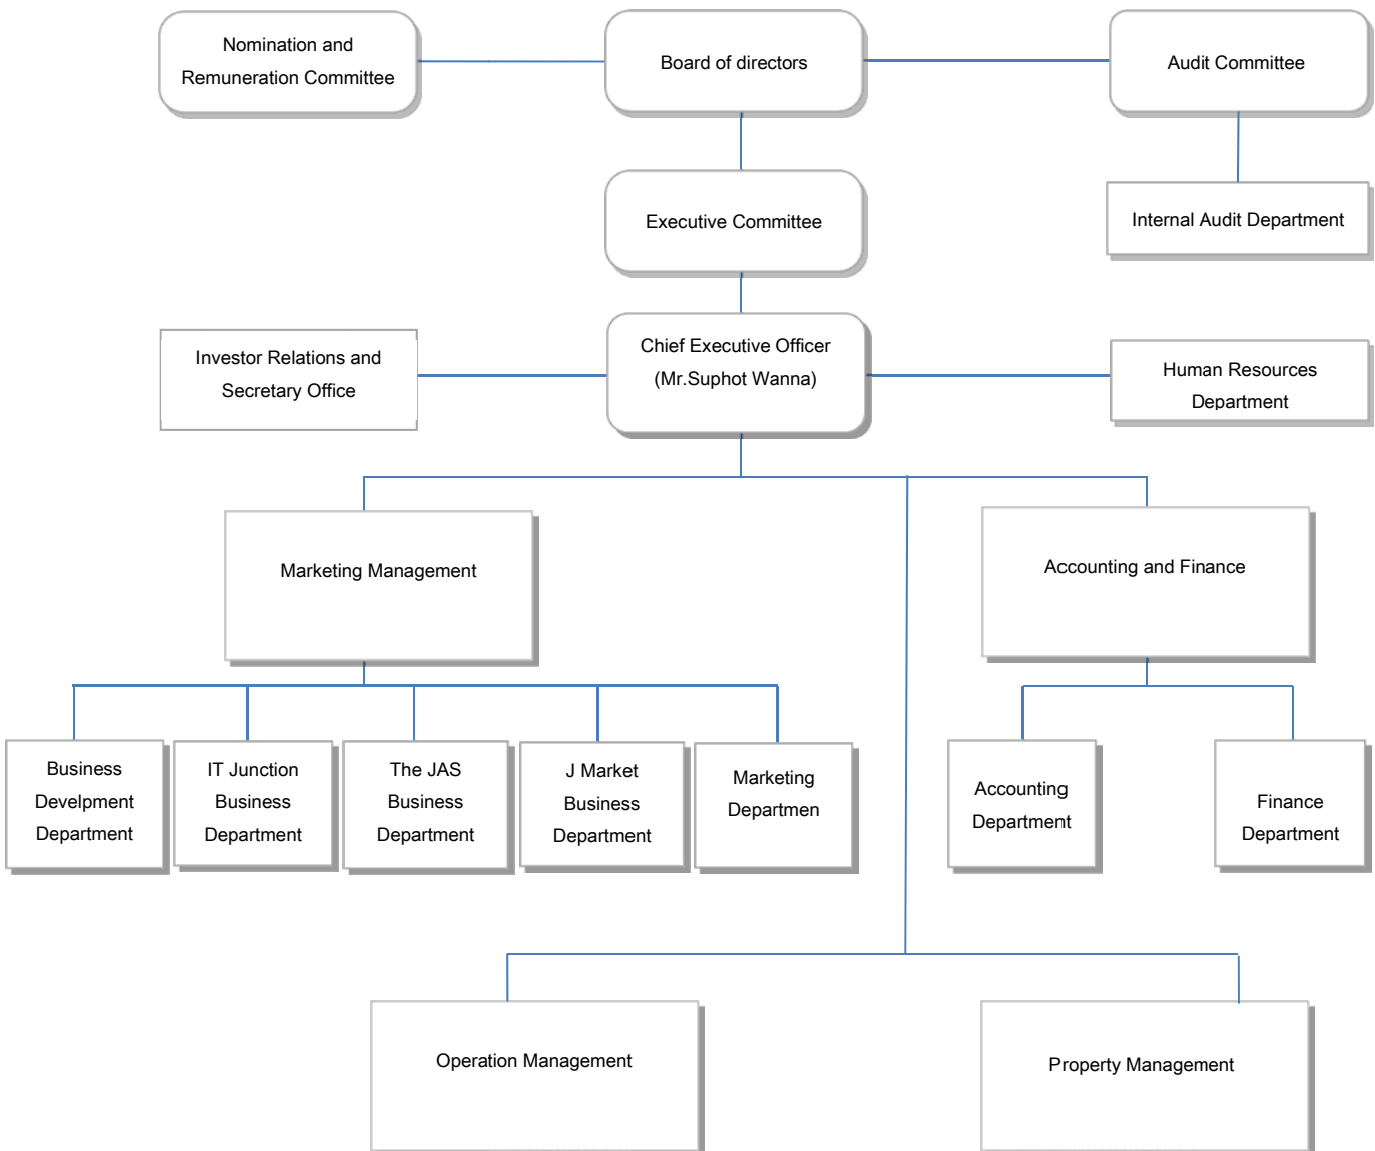 Nomination and
Remuneration Committee
Board of directors
Audit Committee
Executive Committee
Internal Audit Department
Investor Relations and
Secretary Office
Chief Executive Officer
(Mr.Suphot Wanna)
Human Resources
Department
Marketing Management
Accounting and Finance
Business
Develpment
Department
IT Junction
Business
Department
The JAS
Business
Department
J Market
Business
Department
Marketing
Departmen
Accounting
Department
Finance
Department
Operation Management
Property Management